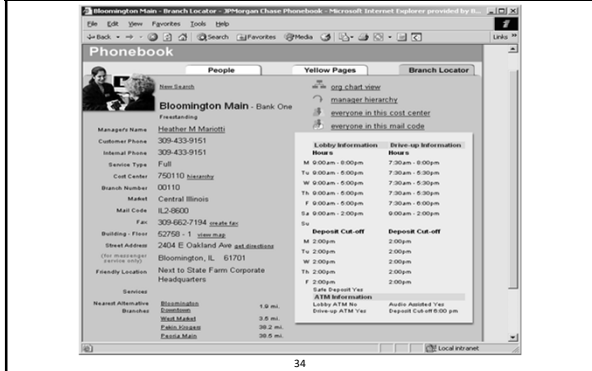 Bloomington Main - Branch Locator - JPMorgan Chase Phonebook - Microsoft Internet Explorer provided by B...
File Edit View Favorites Tools Help
Back Search Favorites Media Links
Phonebook
People Yellow Pages Branch Locator
New Search
Bloomington Main - Bank One
Freestanding
Manager's Name Heather M Mariotti
Customer Phone 309-433-9151
Internal Phone 309-433-9151
Service Type Full
Cost Center 750110 hierarchy
Branch Number 00110
Market Central Illinois
Mail Code IL2-8600
Fax 309-662-7194 create fax
Building - Floor 52758 - 1 view map
Street Address 2404 E Oakland Ave get directions
(for messenger service only) Bloomington, IL 61701
Friendly Location Next to State Farm Corporate
Headquarters
Services
Nearest Alternative Branches
Bloomington Downtown 1.9 mi.
West Market 3.5 mi.
Pekin Kroger 38.2 mi.
Peoria Main 38.5 mi.
org chart view
manager hierarchy
everyone in this cost center
everyone in this mail code
Lobby Information Drive-up Information
Hours Hours
M 9:00am - 6:00pm 7:30am - 6:00pm
Tu 9:00am - 5:00pm 7:30am - 5:00pm
W 9:00am - 5:00pm 7:30am - 5:00pm
Th 9:00am - 5:00pm 7:30am - 5:00pm
F 9:00am - 6:00pm 7:30am - 6:00pm
Sa 9:00am - 2:00pm 9:00am - 2:00pm
Su
Deposit Cut-off Deposit Cut-off
M 2:00pm 2:00pm
Tu 2:00pm 2:00pm
W 2:00pm 2:00pm
Th 2:00pm 2:00pm
F 2:00pm 2:00pm
Safe Deposit Yes
ATM Information
Lobby ATM No Audio Assisted Yes
Drive-up ATM Yes Deposit Cutoff 6:00 pm
Local intranet
34